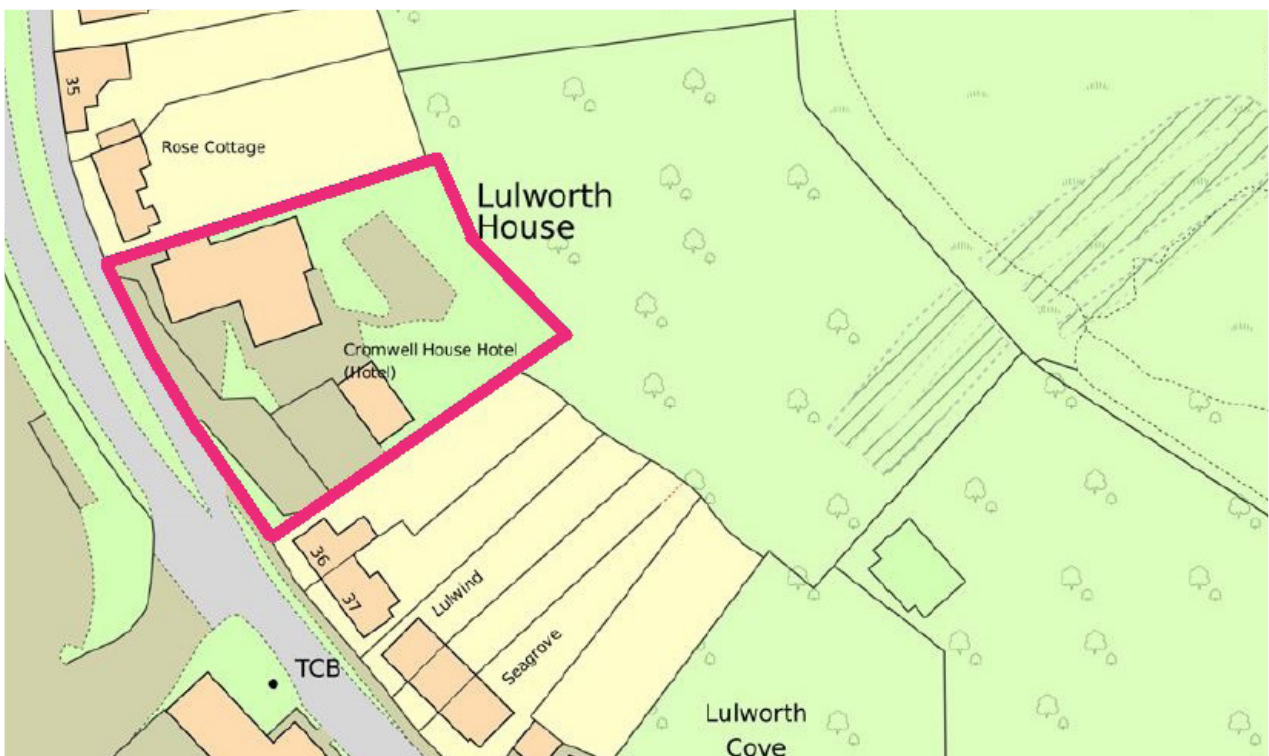 35
Rose Cottage
Lulworth
House
Cromwell House Hotel
(Hotel)
36
37
Lulwind
Seagrove
TCB
Lulworth
Cove